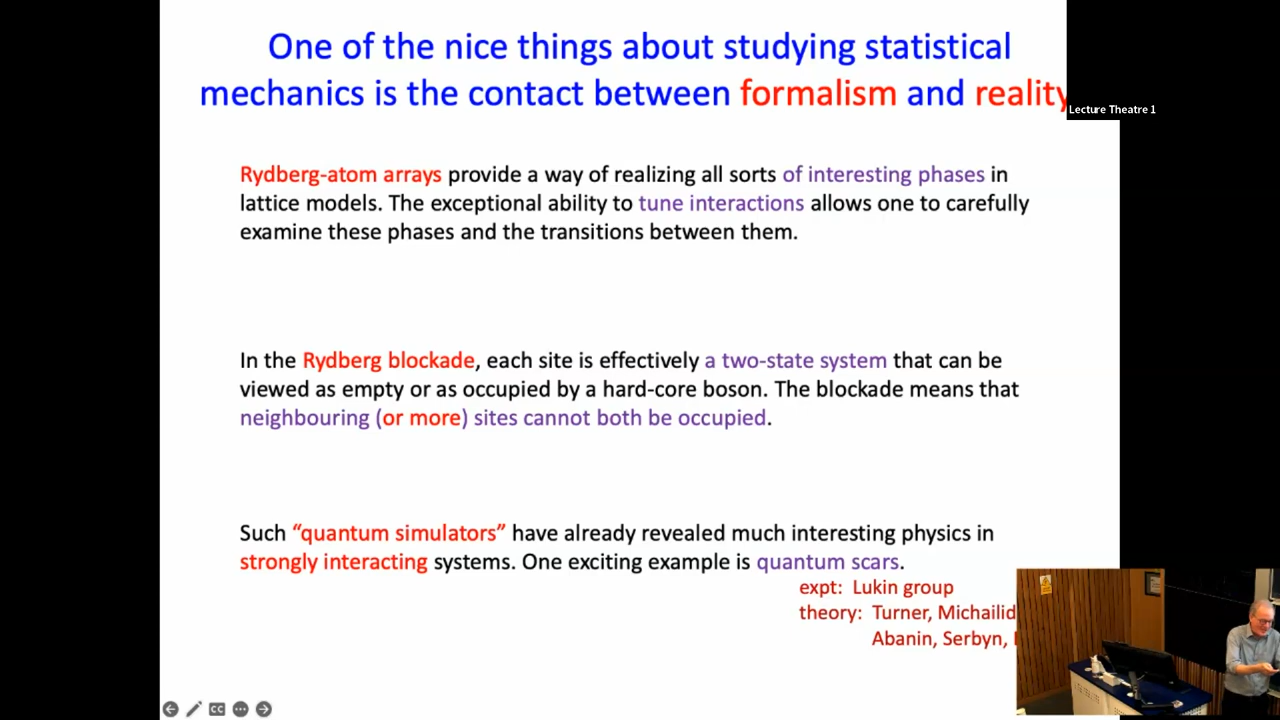 One of the nice things about studying statistical
mechanics is the contact between formalism and reality
Lecture Theatre 1
Rydberg-atom arrays provide a way of realizing all sorts of interesting phases in
lattice models. The exceptional ability to tune interactions allows one to carefully
examine these phases and the transitions between them.
In the Rydberg blockade, each site is effectively a two-state system that can be
viewed as empty or as occupied by a hard-core boson. The blockade means that
neighbouring (or more) sites cannot both be occupied.
Such “quantum simulators” have already revealed much interesting physics in
strongly interacting systems. One exciting example is quantum scars.
expt: Lukin group
theory: Turner, Michailid
Abanin, Serbyn,
CC